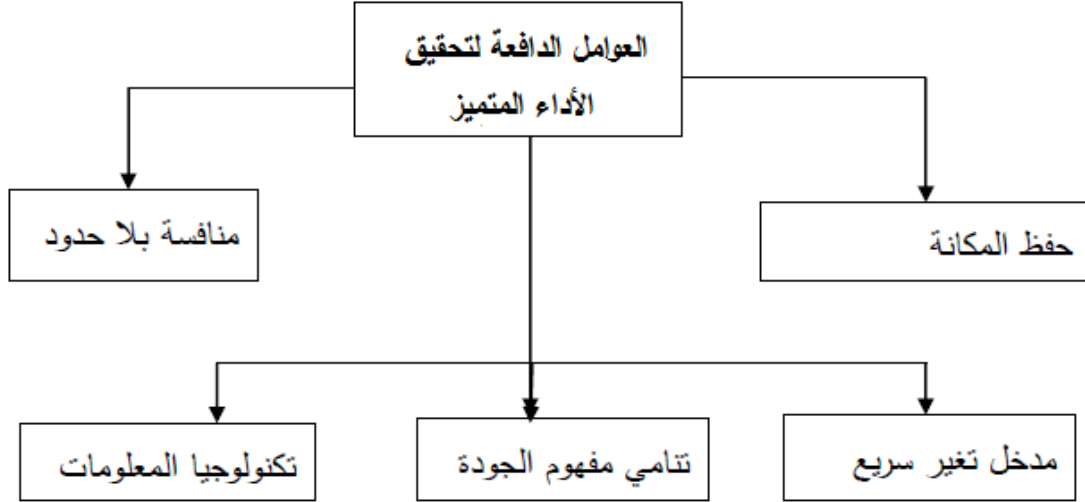 العوامل الدافعة لتحقيق
الأداء المتميز
حفظ المكانة
منافسة بلا حدود
مدخل تغير سريع
تنامي مفهوم الجودة
تكنولوجيا المعلومات